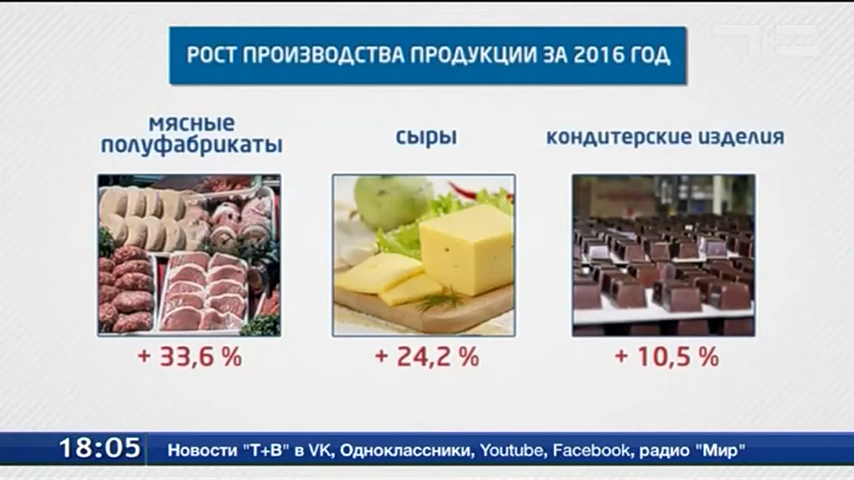 Т+В
РОСТ ПРОИЗВОДСТВА ПРОДУКЦИИ ЗА 2016 ГОД
мясные
полуфабрикаты
сыры
кондитерские изделия
+ 33,6 %
+ 24,2 %
+ 10,5 %
18:05
Новости "Т+В" в VK, Одноклассники, Youtube, Facebook, радио "Мир"